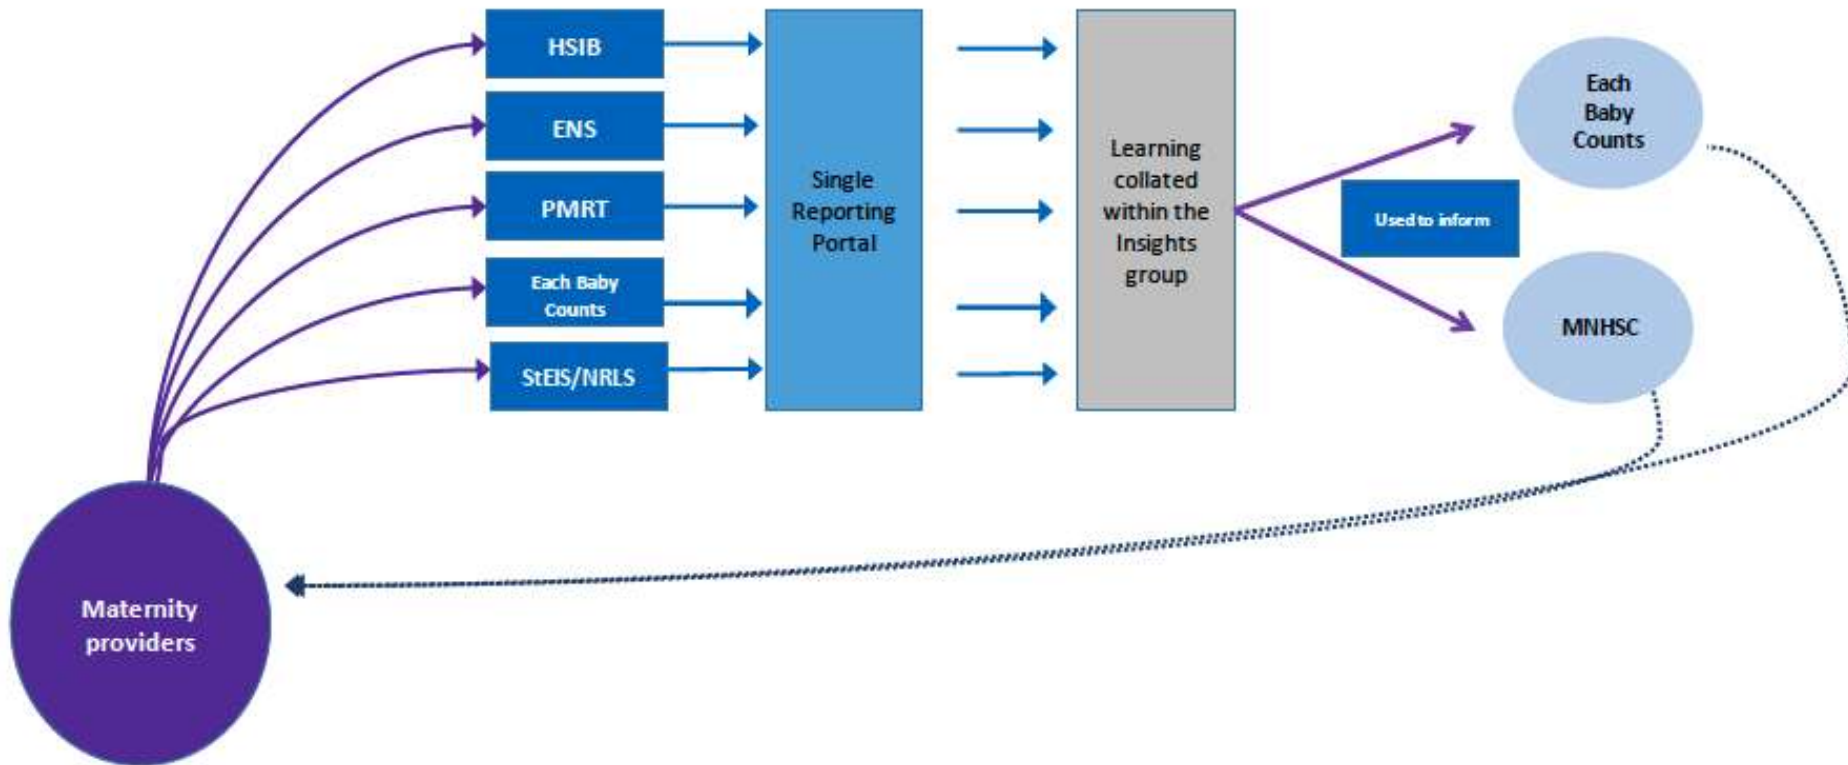 HSIB
ENS
PMRT
Each Baby
Counts
StEIS/NRLS
Single
Reporting
Portal
Learning
collated
within the
Insights
group
Used to inform
Each
Baby
Counts
MNHSC
Maternity
providers